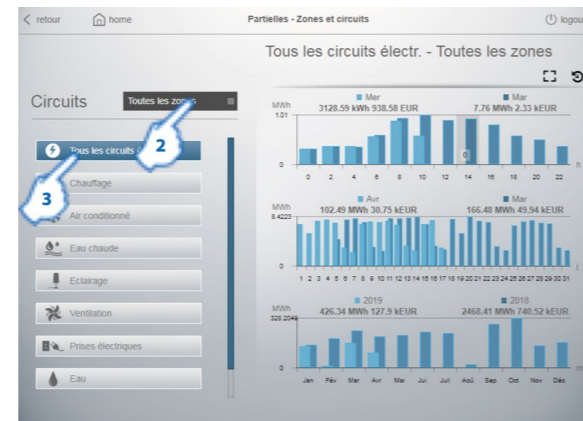 retour home Partielles - Zones et circuits logou
Tous les circuits électr. - Toutes les zones
Circuits
Toutes les zones
2
Tous les circuits
3
Chauffage
Air conditionné
Eau chaude
Eclairage
Ventilation
Prises électriques
Eau
MWh Mer Mar
3128.59 kWh 938.58 EUR 7.76 MWh 2.33 kEUR
1.01
0
0
0 2 4 6 8 10 12 14 16 18 20 22 h
MWh Avr Mar
102.49 MWh 30.75 kEUR 166.48 MWh 49.94 kEUR
8.4223
0
1 2 3 4 5 6 7 8 9 10 11 12 13 14 15 16 17 18 19 20 21 22 23 24 25 26 27 28 29 30 31 j
MWh 2019 2018
426.34 MWh 127.9 kEUR 2468.41 MWh 740.52 kEUR
328.2049
0
Jan Fév Mar Avr Mai Jui Juil Aoû Sep Oct Nov Déc m